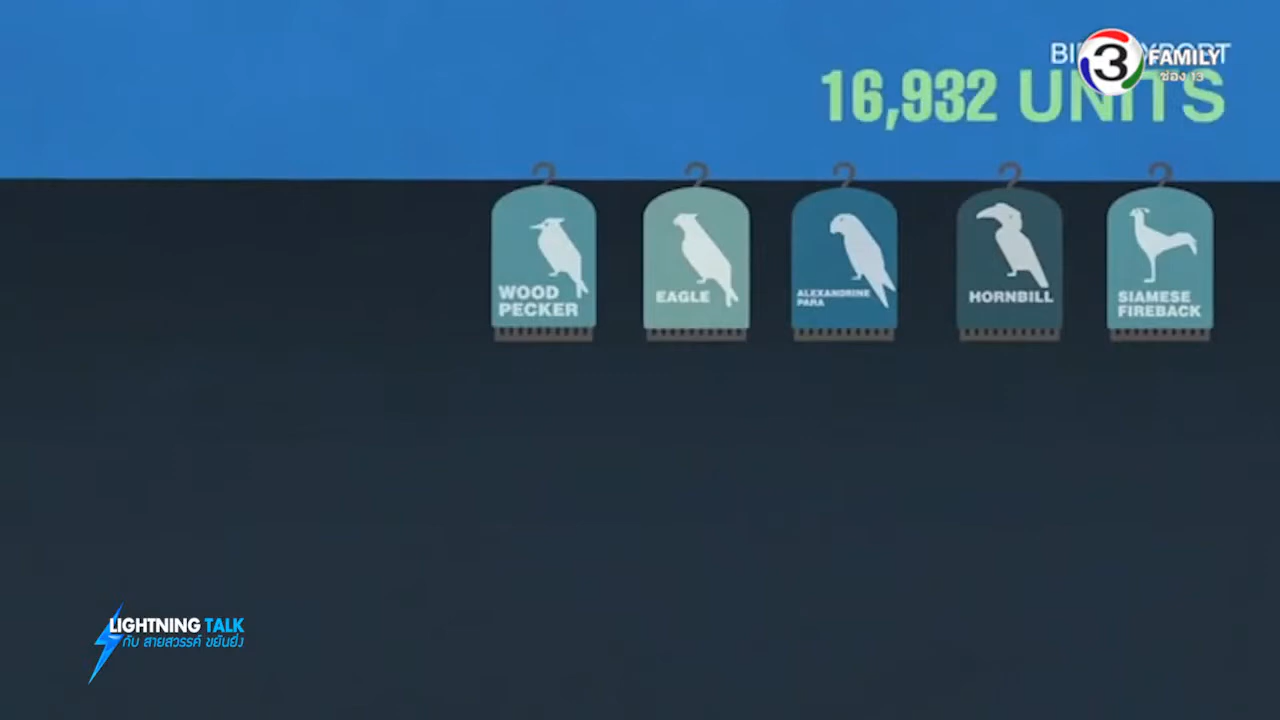 3 FAMILY
ช่อง 13
16,932 UNITS
WOOD
PECKER
EAGLE
ALEXANDRINE
PARA
HORNBILL
SIAMESE
FIREBACK
LIGHTNING TALK
กับ สายสวรรค์ ขยันยิ่ง